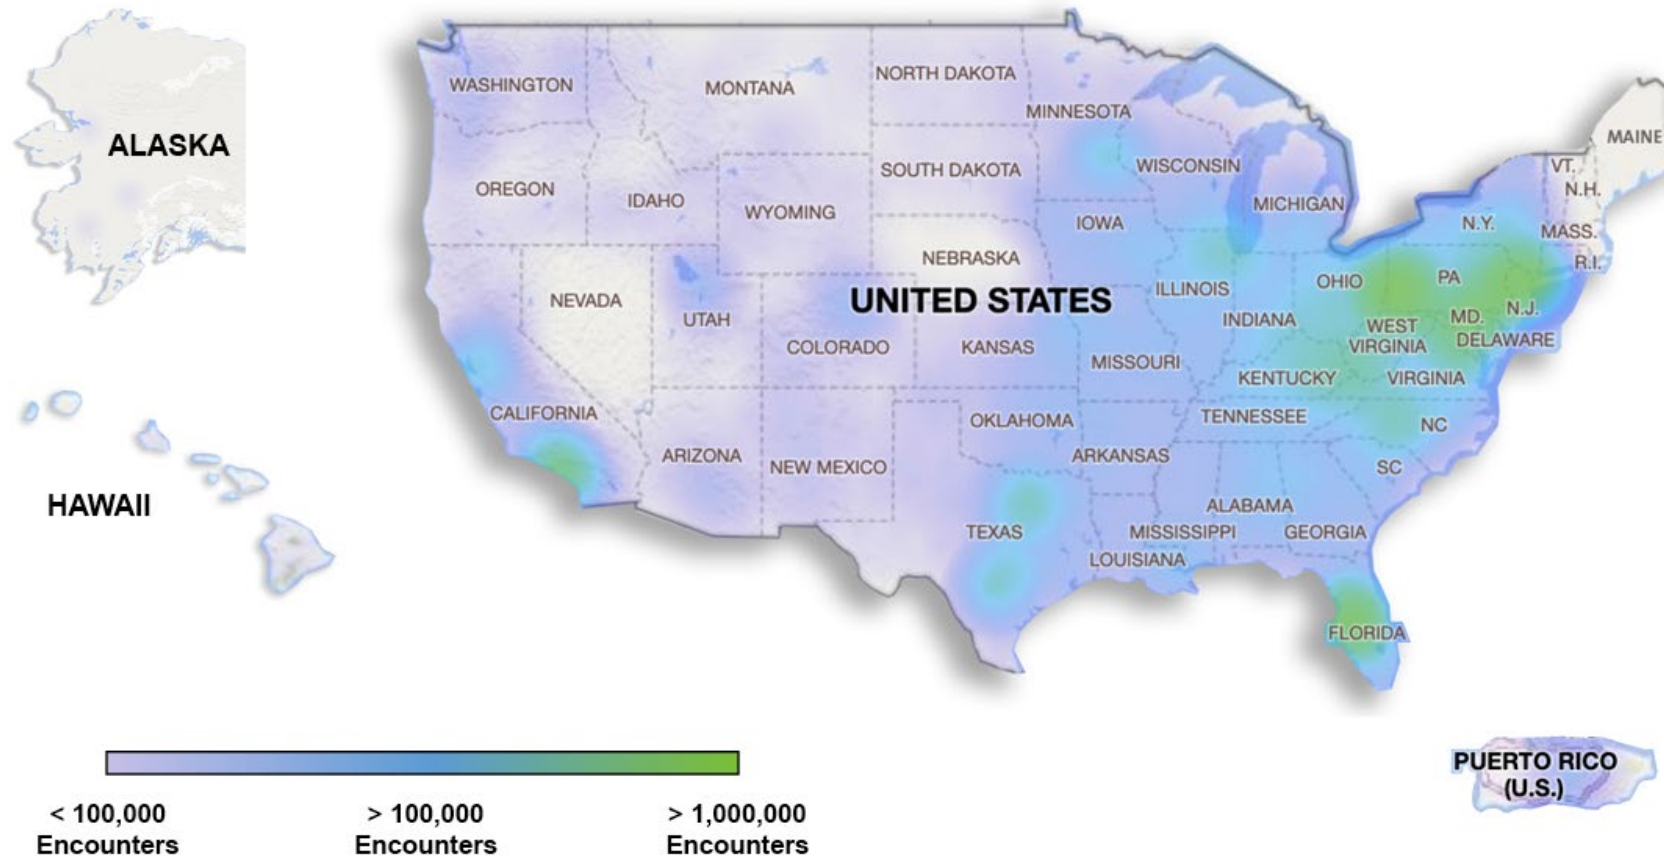 WASHINGTON
MONTANA
NORTH DAKOTA
MINNESOTA
MAINE
ALASKA
OREGON
IDAHO
WYOMING
SOUTH DAKOTA
WISCONSIN
MICHIGAN
VT.
N.H.
IOWA
N.Y.
MASS.
NEBRASKA
R.I.
NEVADA
UTAH
UNITED STATES
ILLINOIS
OHIO
PA
COLORADO
KANSAS
MISSOURI
INDIANA
WEST
VIRGINIA
MD.
N.J.
DELAWARE
KENTUCKY
VIRGINIA
CALIFORNIA
OKLAHOMA
TENNESSEE
NC
ARIZONA
NEW MEXICO
ARKANSAS
SC
HAWAII
TEXAS
ALABAMA
MISSISSIPPI
GEORGIA
LOUISIANA
FLORIDA
PUERTO RICO
(U.S.)
< 100,000
Encounters
> 100,000
Encounters
> 1,000,000
Encounters